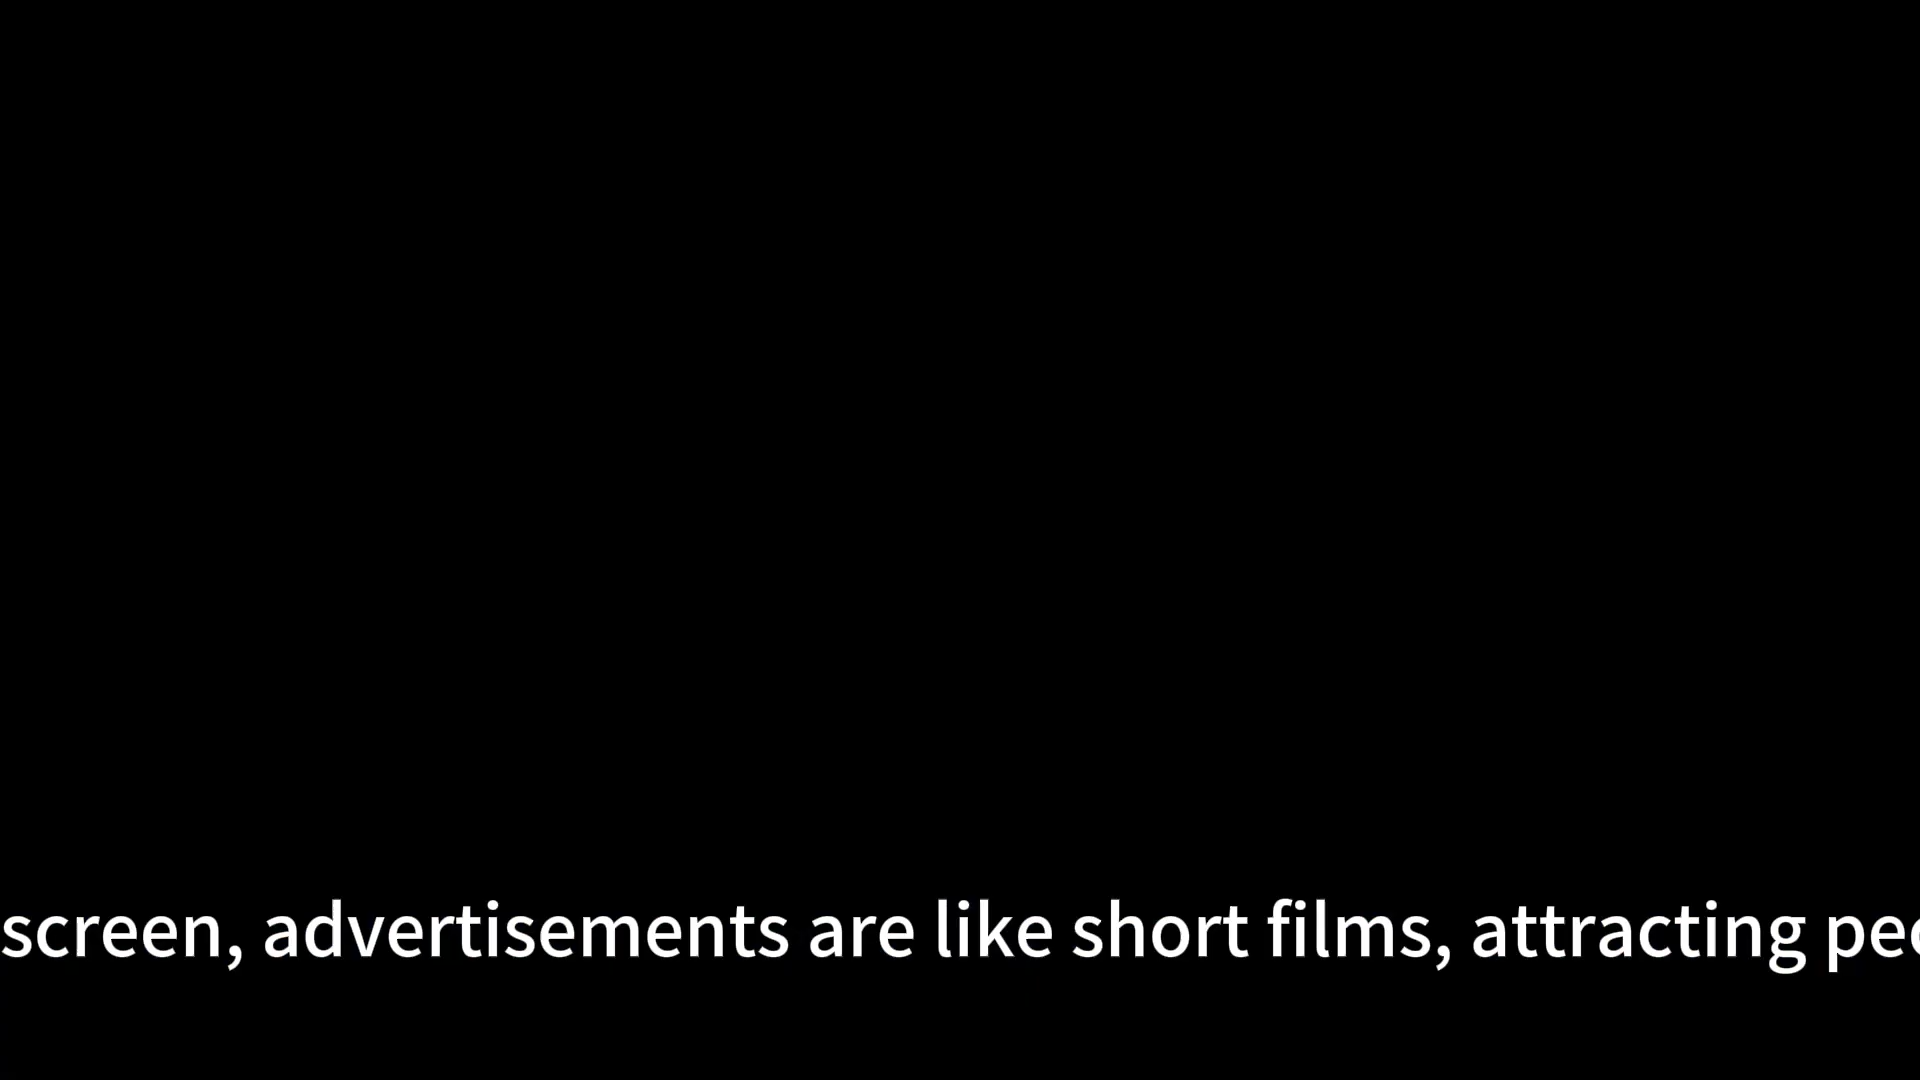 screen, advertisements are like short films, attracting